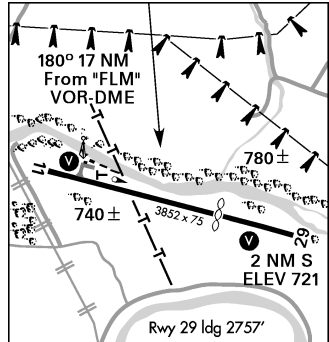 180º 17 NM
From "FLM"
VOR-DME
780 ±
V
11
T
740 ±
3852 x 75
29
V
2 NM S
ELEV 721
Rwy 29 ldg 2757'